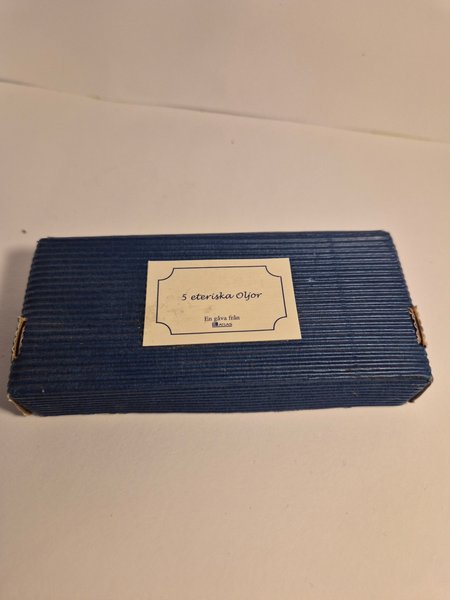 5 eteriska Oljor
En gåva från